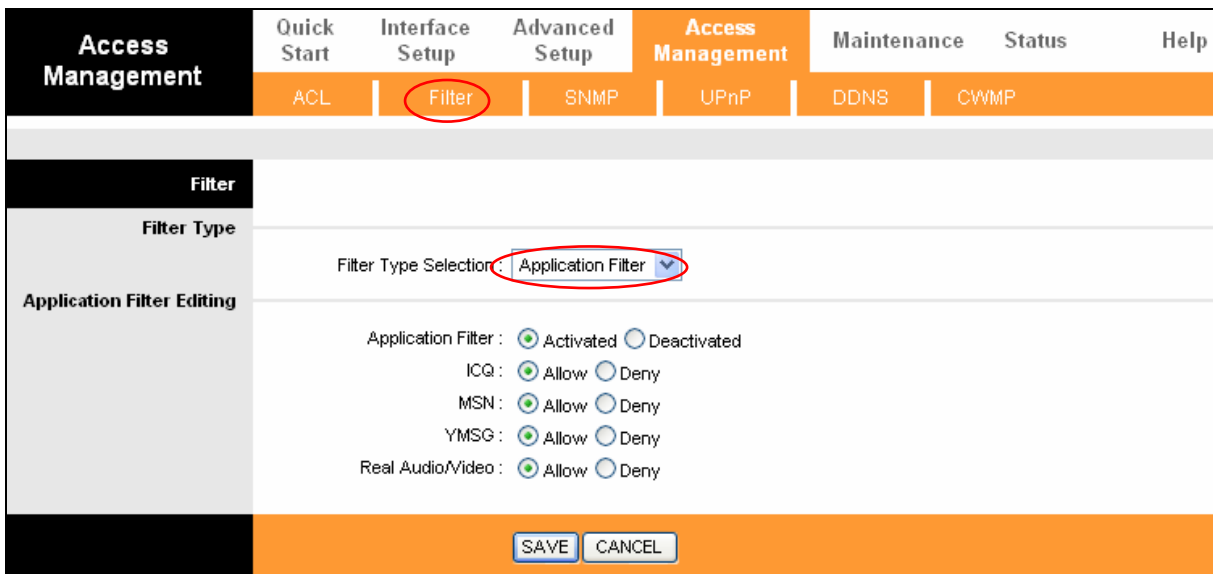 Access Management
Quick Start
Interface Setup
Advanced Setup
Access Management
Maintenance
Status
Help
ACL
Filter
SNMP
UPnP
DDNS
CWMP
Filter
Filter Type
Filter Type Selection : Application Filter
Application Filter Editing
Application Filter : Activated Deactivated
ICQ : Allow Deny
MSN : Allow Deny
YMSG : Allow Deny
Real Audio/Video : Allow Deny
SAVE CANCEL